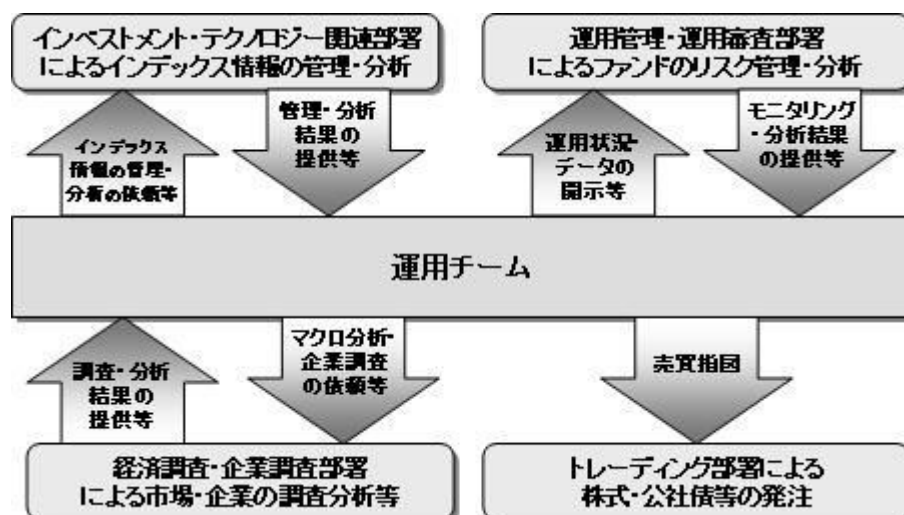 インベストメント・テクノロジー関連部署
によるインデックス情報の管理・分析
運用管理・運用審査部署
によるファンドのリスク管理・分析
インデックス
情報の管理・
分析の依頼等
管理・分析
結果の
提供等
運用状況・
データの
開示等
モニタリング
・分析結果
の提供等
運用チーム
調査・分析
結果の
提供等
マクロ分析・
企業調査
の依頼等
売買指図
経済調査・企業調査部署
による市場・企業の調査分析等
トレーディング部署による
株式・公社債等の発注